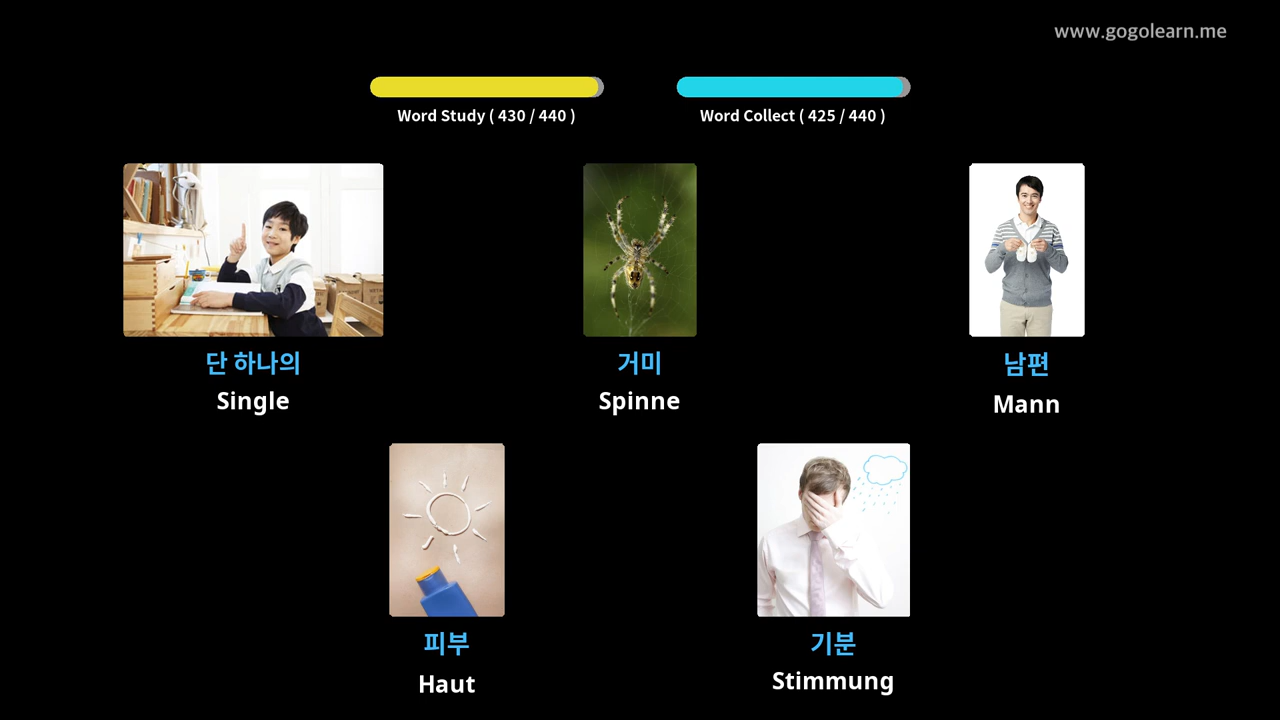 www.gogolearn.me
Word Study ( 430 / 440 )
Word Collect ( 425 / 440 )
단 하나의
Single
거미
Spinne
남편
Mann
피부
Haut
기분
Stimmung